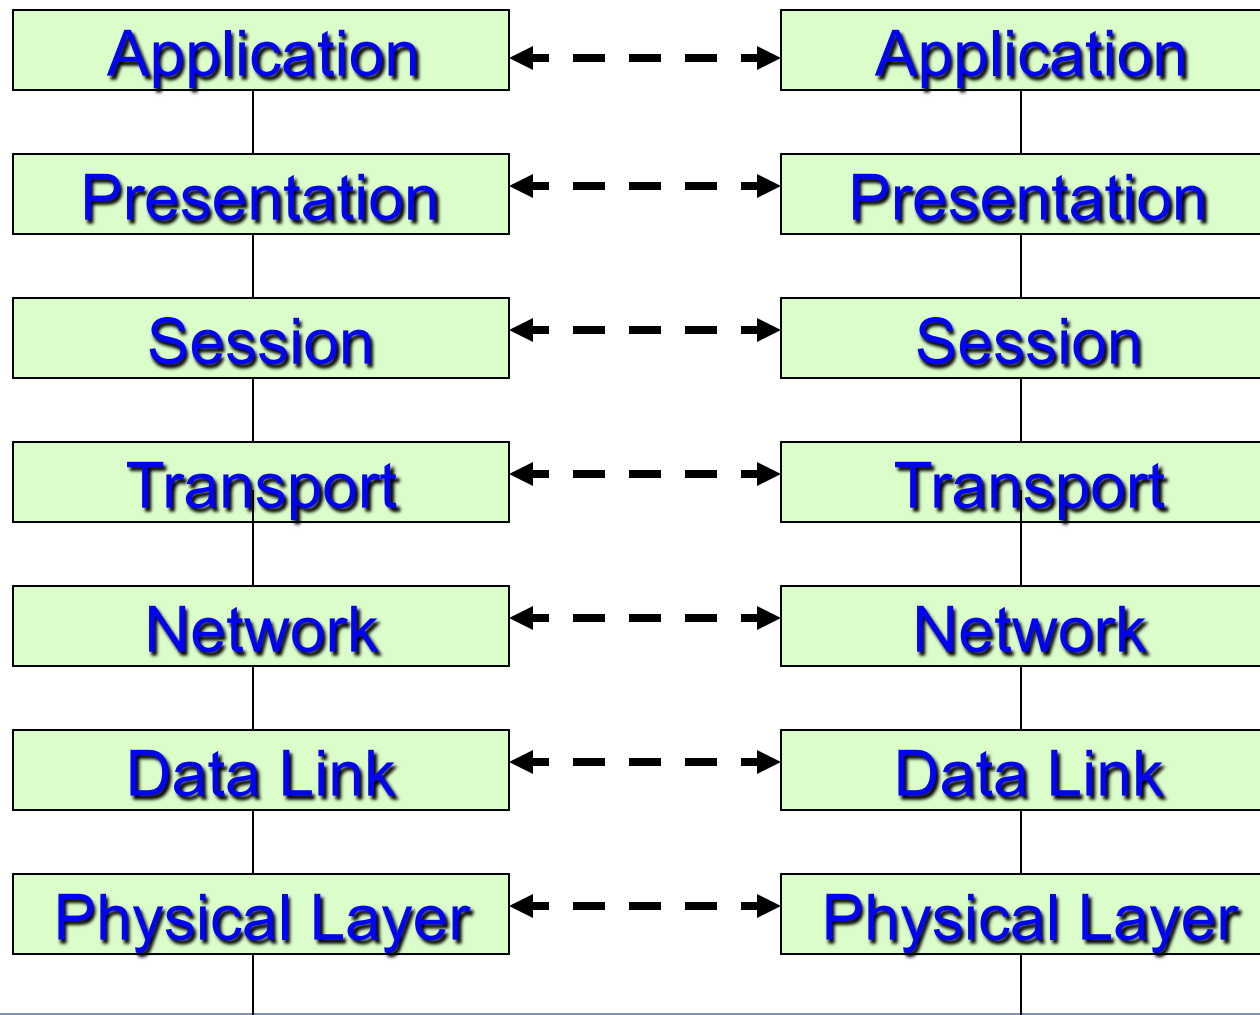 Application Application
Presentation Presentation
Session Session
Transport Transport
Network Network
Data Link Data Link
Physical Layer Physical Layer